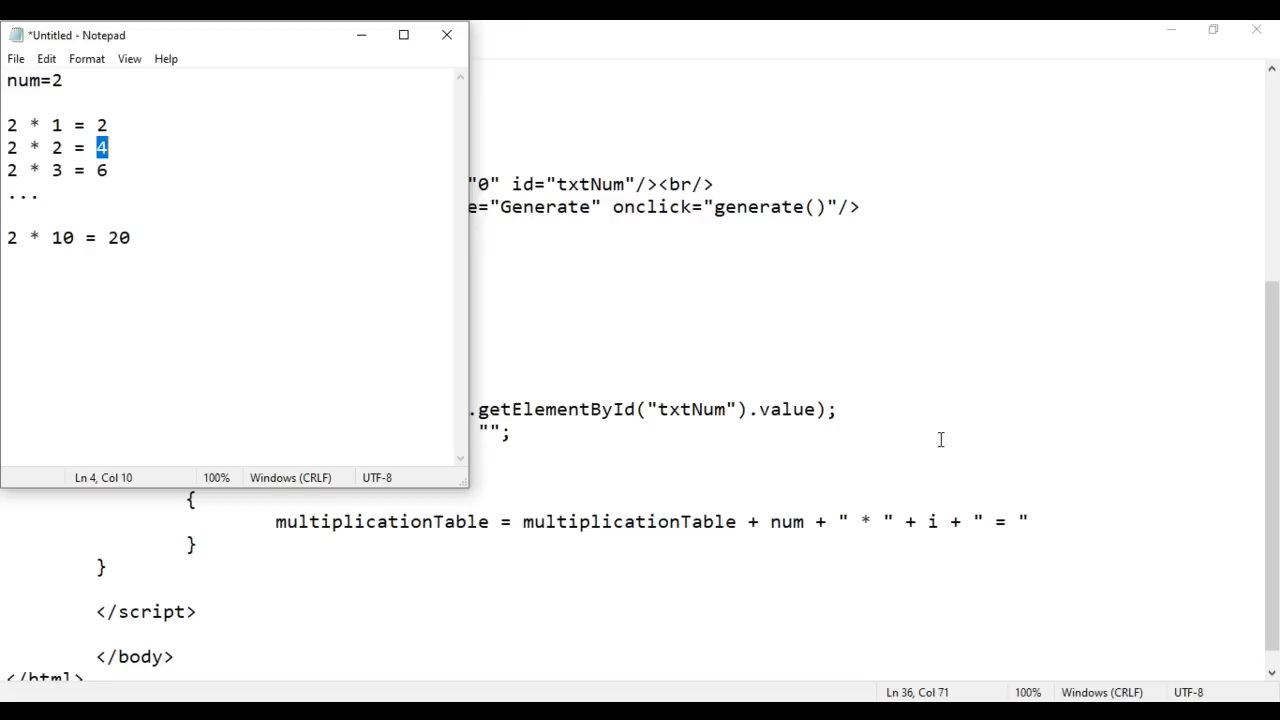 *Untitled - Notepad
File Edit Format View Help
num=2
2 * 1 = 2
2 * 2 = 4
2 * 3 = 6
...
2 * 10 = 20
Ln 4, Col 10 100% Windows (CRLF) UTF-8
"0" id="txtNum"/><br/>
e="Generate" onclick="generate()"/>
.getElementById("txtNum").value);
"";
{
multiplicationTable = multiplicationTable + num + " * " + i + " = "
}
}
</script>
</body>
</html>
Ln 36, Col 71 100% Windows (CRLF) UTF-8